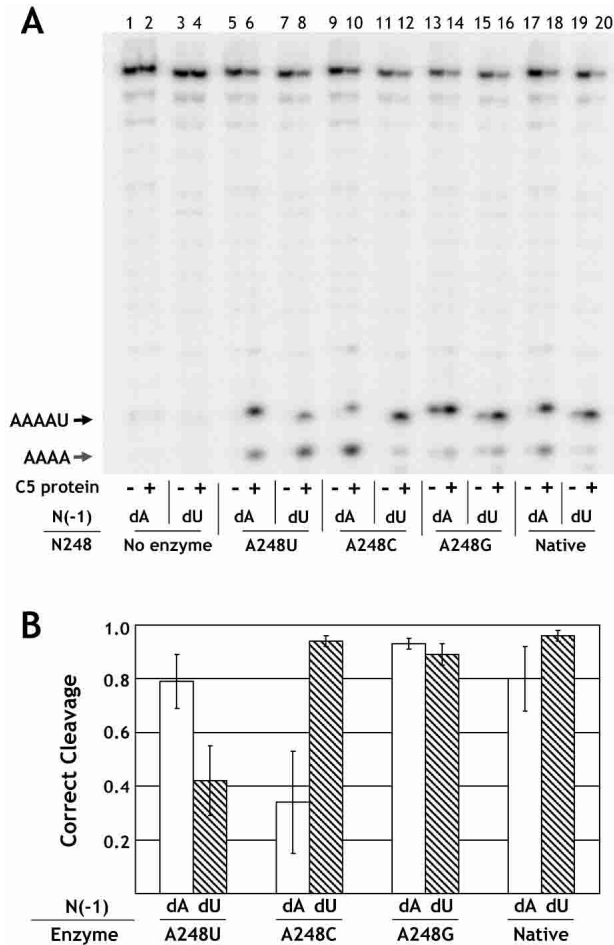 A
1 2 3 4 5 6 7 8 9 10 11 12 13 14 15 16 17 18 19 20
AAAAU
AAAA
C5 protein - + - + - + - + - + - + - + - + - + - +
N(-1) dA dU dA dU dA dU dA dU dA dU
N248 No enzyme A248U A248C A248G Native
B
1.0
0.8
0.6
0.4
0.2
Correct Cleavage
N(-1) dA dU dA dU dA dU dA dU
Enzyme A248U A248C A248G Native